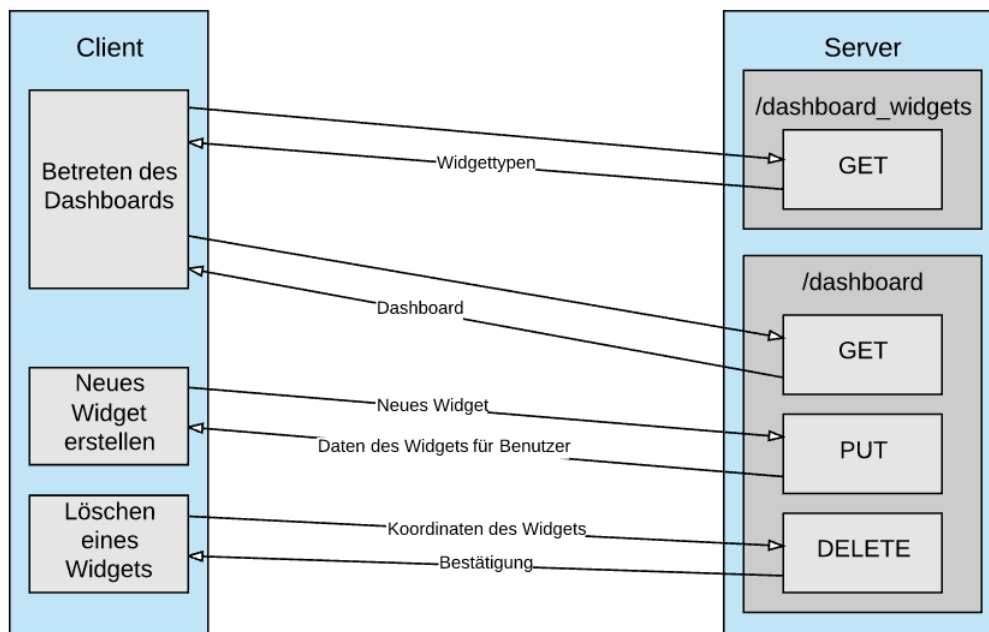 Client
Server
/dashboard_widgets
GET
Betreten des
Dashboards
Widgettypen
/dashboard
GET
Dashboard
Neues
Widget
erstellen
Neues Widget
Daten des Widgets für Benutzer
PUT
Löschen
eines
Widgets
Koordinaten des Widgets
Bestätigung
DELETE